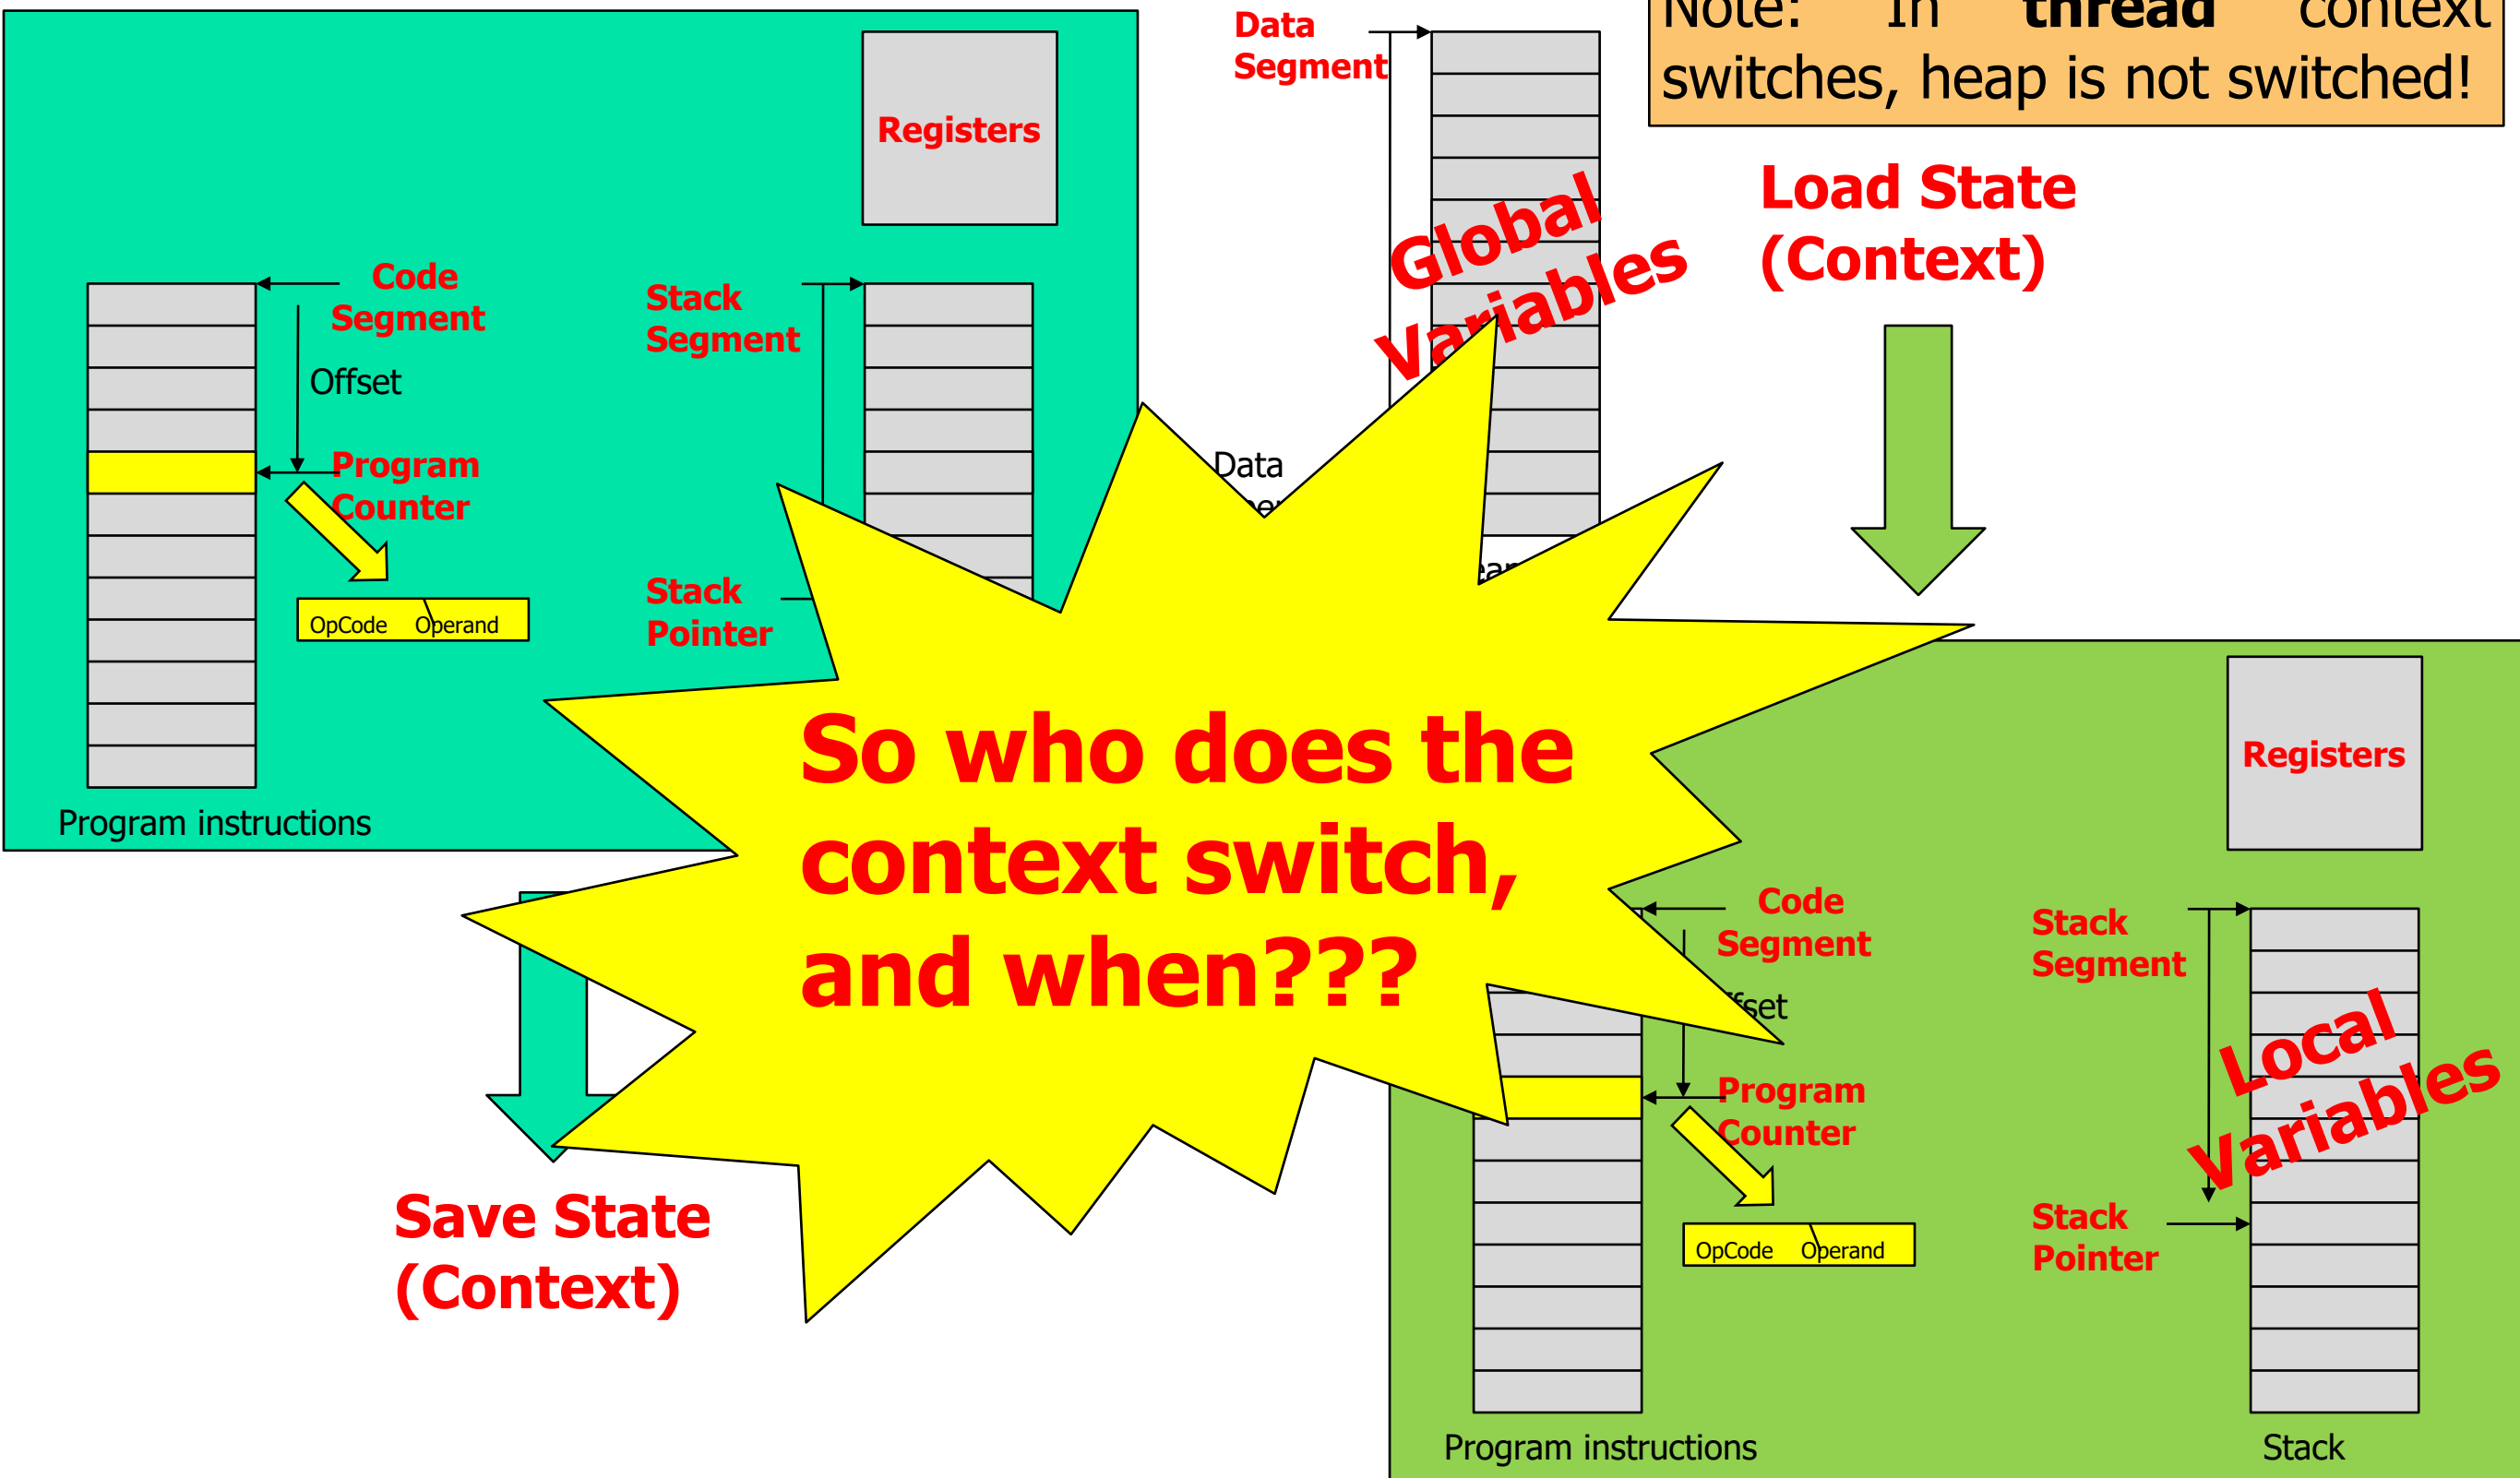 Note: In thread context
switches, heap is not switched!
Data
Segment
Registers
Global
Variables
Load State
(Context)
Code
Segment
Offset
Stack
Segment
Program
Counter
Data
OpCode Operand
Stack
Pointer
Program instructions
So who does the
context switch,
and when???
Save State
(Context)
Registers
Code
Segment
Program
Counter
OpCode Operand
Stack
Segment
Local
Variables
Stack
Pointer
Program instructions
Stack